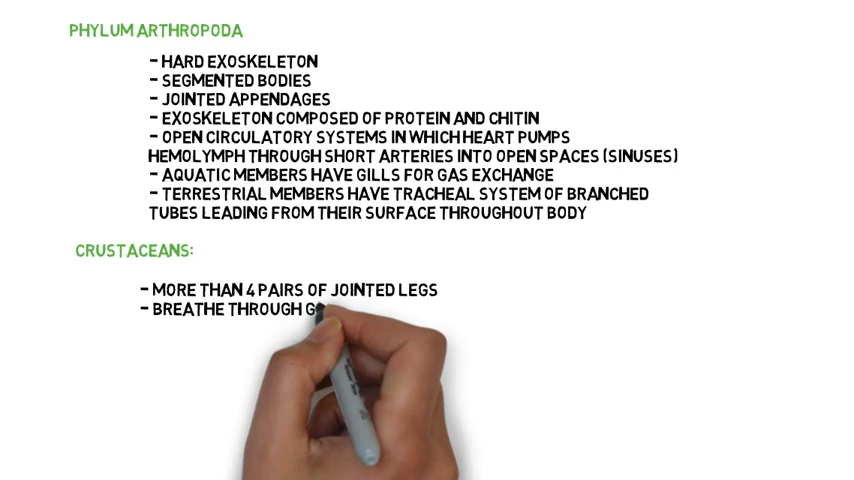 PHYLUM ARTHROPODA
- HARD EXOSKELETON
- SEGMENTED BODIES
- JOINTED APPENDAGES
- EXOSKELETON COMPOSED OF PROTEIN AND CHITIN
- OPEN CIRCULATORY SYSTEMS IN WHICH HEART PUMPS
HEMOLYMPH THROUGH SHORT ARTERIES INTO OPEN SPACES (SINUSES)
- AQUATIC MEMBERS HAVE GILLS FOR GAS EXCHANGE
- TERRESTRIAL MEMBERS HAVE TRACHEAL SYSTEM OF BRANCHED
TUBES LEADING FROM THEIR SURFACE THROUGHOUT BODY
CRUSTACEANS:
- MORE THAN 4 PAIRS OF JOINTED LEGS
- BREATHE THROUGH G